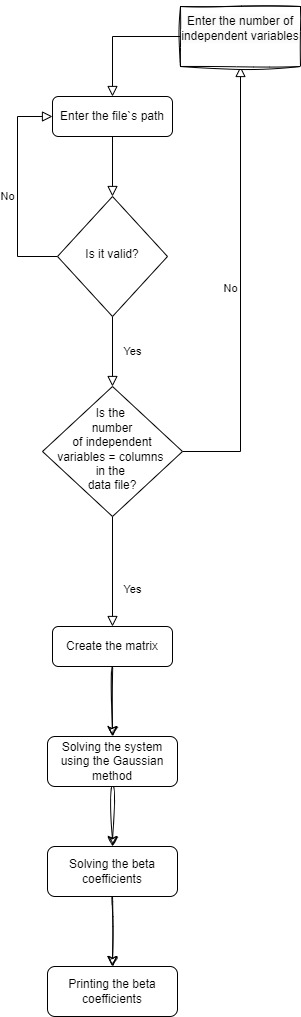 Enter the number of
independent variables
Enter the file`s path
No
Is it valid?
No
Yes
Is the
number
of independent
variables = columns
in the
data file?
Yes
Create the matrix
Solving the system
using the Gaussian
method
Solving the beta
coefficients
Printing the beta
coefficients